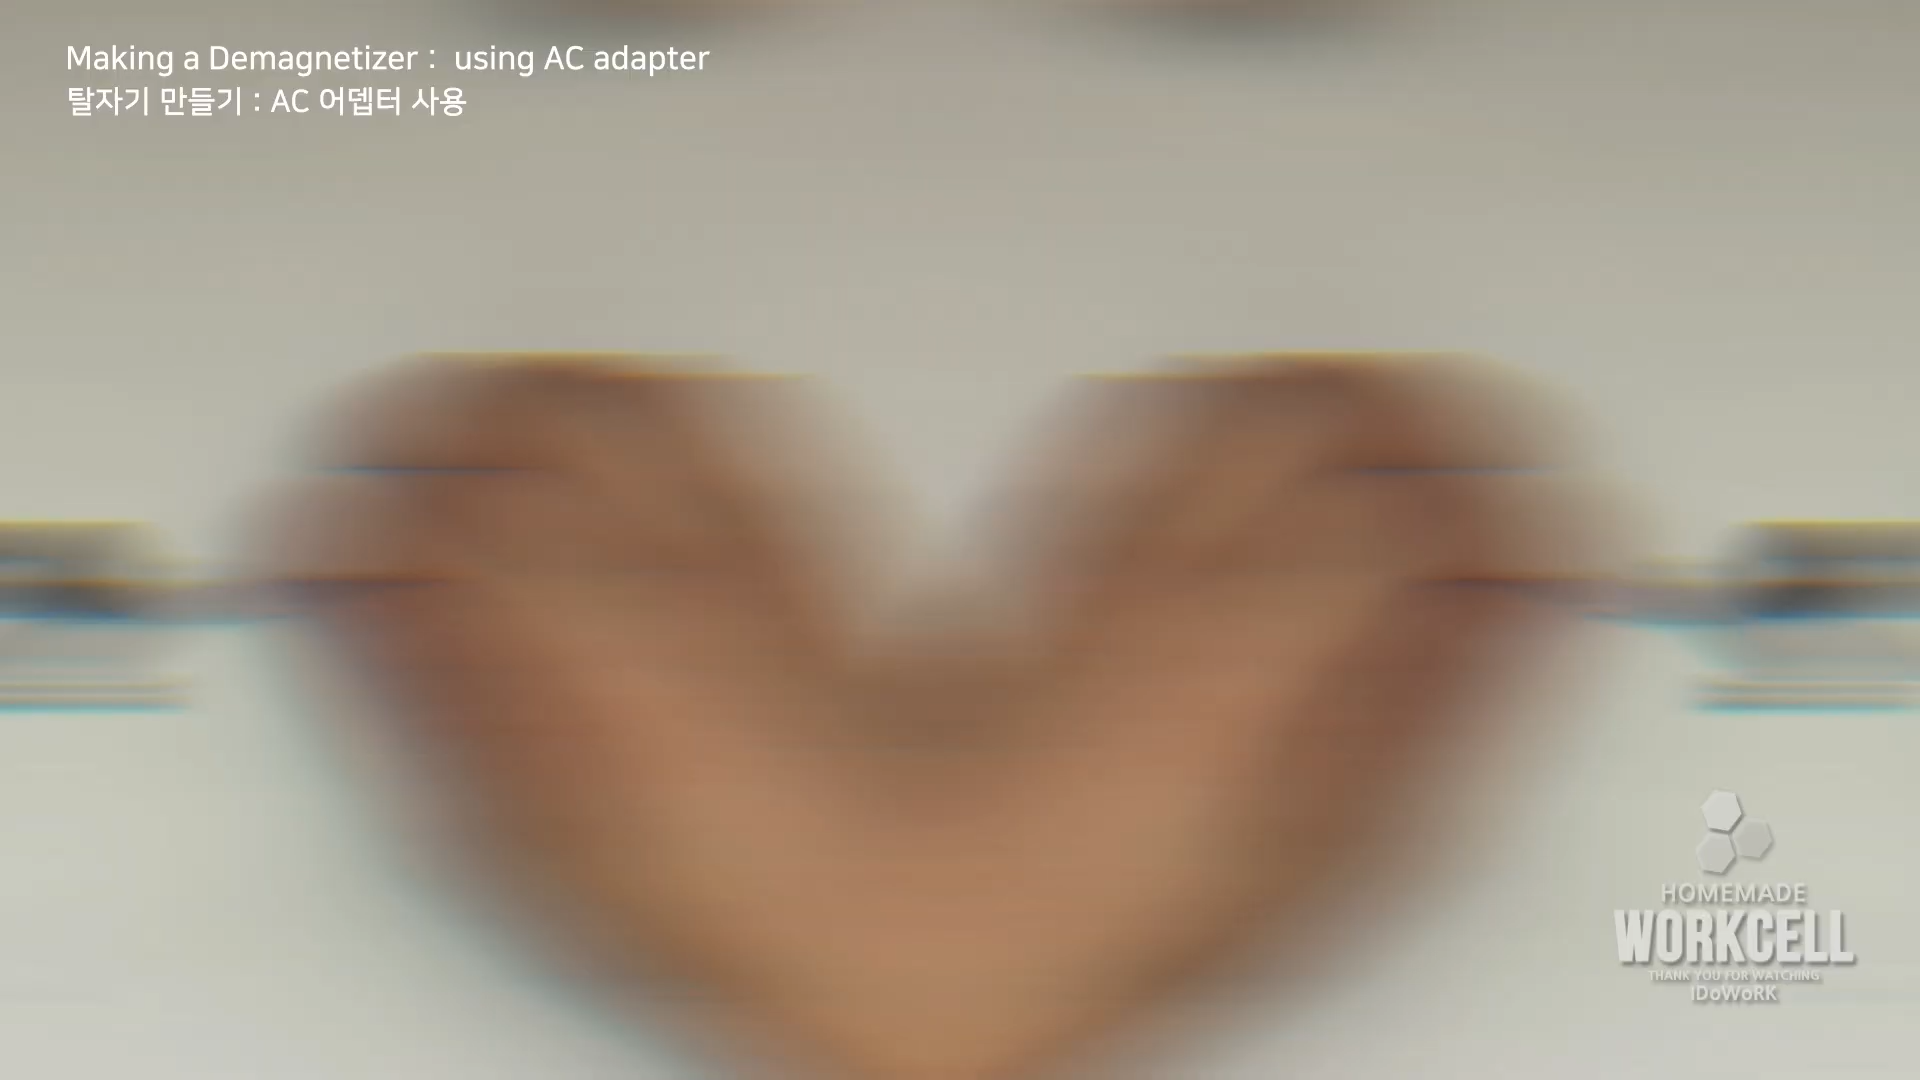 Making a Demagnetizer : using AC adapter
탈자기 만들기 : AC 어뎁터 사용
HOMEMADE
WORKCELL
THANK YOU FOR WATCHING
IDoWoRK